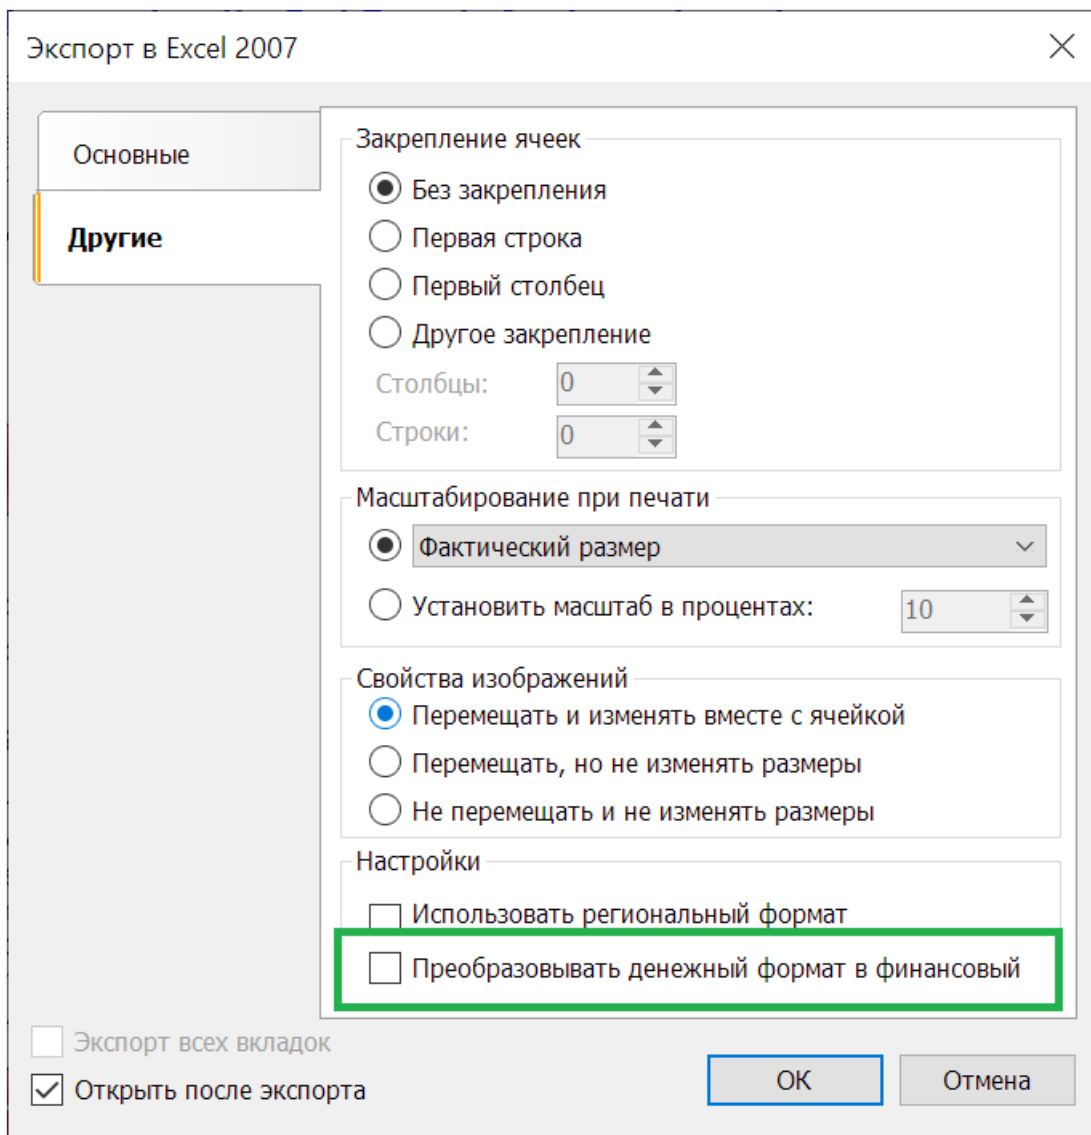 Экспорт в Excel 2007
Основные
Другие
Закрепление ячеек
Без закрепления
Первая строка
Первый столбец
Другое закрепление
Столбцы: 0
Строки: 0
Масштабирование при печати
Фактический размер
Установить масштаб в процентах: 10
Свойства изображений
Перемещать и изменять вместе с ячейкой
Перемещать, но не изменять размеры
Не перемещать и не изменять размеры
Настройки
Использовать региональный формат
Преобразовывать денежный формат в финансовый
Экспорт всех вкладок
Открыть после экспорта
ОК
Отмена